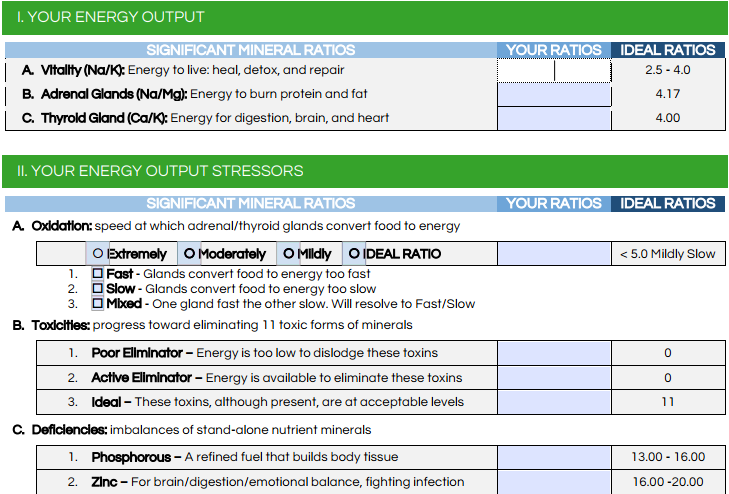 I. YOUR ENERGY OUTPUT
SIGNIFICANT MINERAL RATIOS YOUR RATIOS IDEAL RATIOS
A. Vitality (Na/K): Energy to live: heal, detox, and repair 2.5 - 4.0
B. Adrenal Glands (Na/Mg): Energy to burn protein and fat 4.17
C. Thyroid Gland (Ca/K): Energy for digestion, brain, and heart 4.00
II. YOUR ENERGY OUTPUT STRESSORS
SIGNIFICANT MINERAL RATIOS YOUR RATIOS IDEAL RATIOS
A. Oxidation: speed at which adrenal/thyroid glands convert food to energy
Extremely Moderately Mildly IDEAL RATIO < 5.0 Mildly Slow
1. Fast - Glands convert food to energy too fast
2. Slow - Glands convert food to energy too slow
3. Mixed - One gland fast the other slow. Will resolve to Fast/Slow
B. Toxicities: progress toward eliminating 11 toxic forms of minerals
1. Poor Eliminator – Energy is too low to dislodge these toxins 0
2. Active Eliminator – Energy is available to eliminate these toxins 0
3. Ideal – These toxins, although present, are at acceptable levels 11
C. Deficiencies: imbalances of stand-alone nutrient minerals
1. Phosphorous – A refined fuel that builds body tissue 13.00 - 16.00
2. Zinc – For brain/digestion/emotional balance, fighting infection 16.00 -20.00